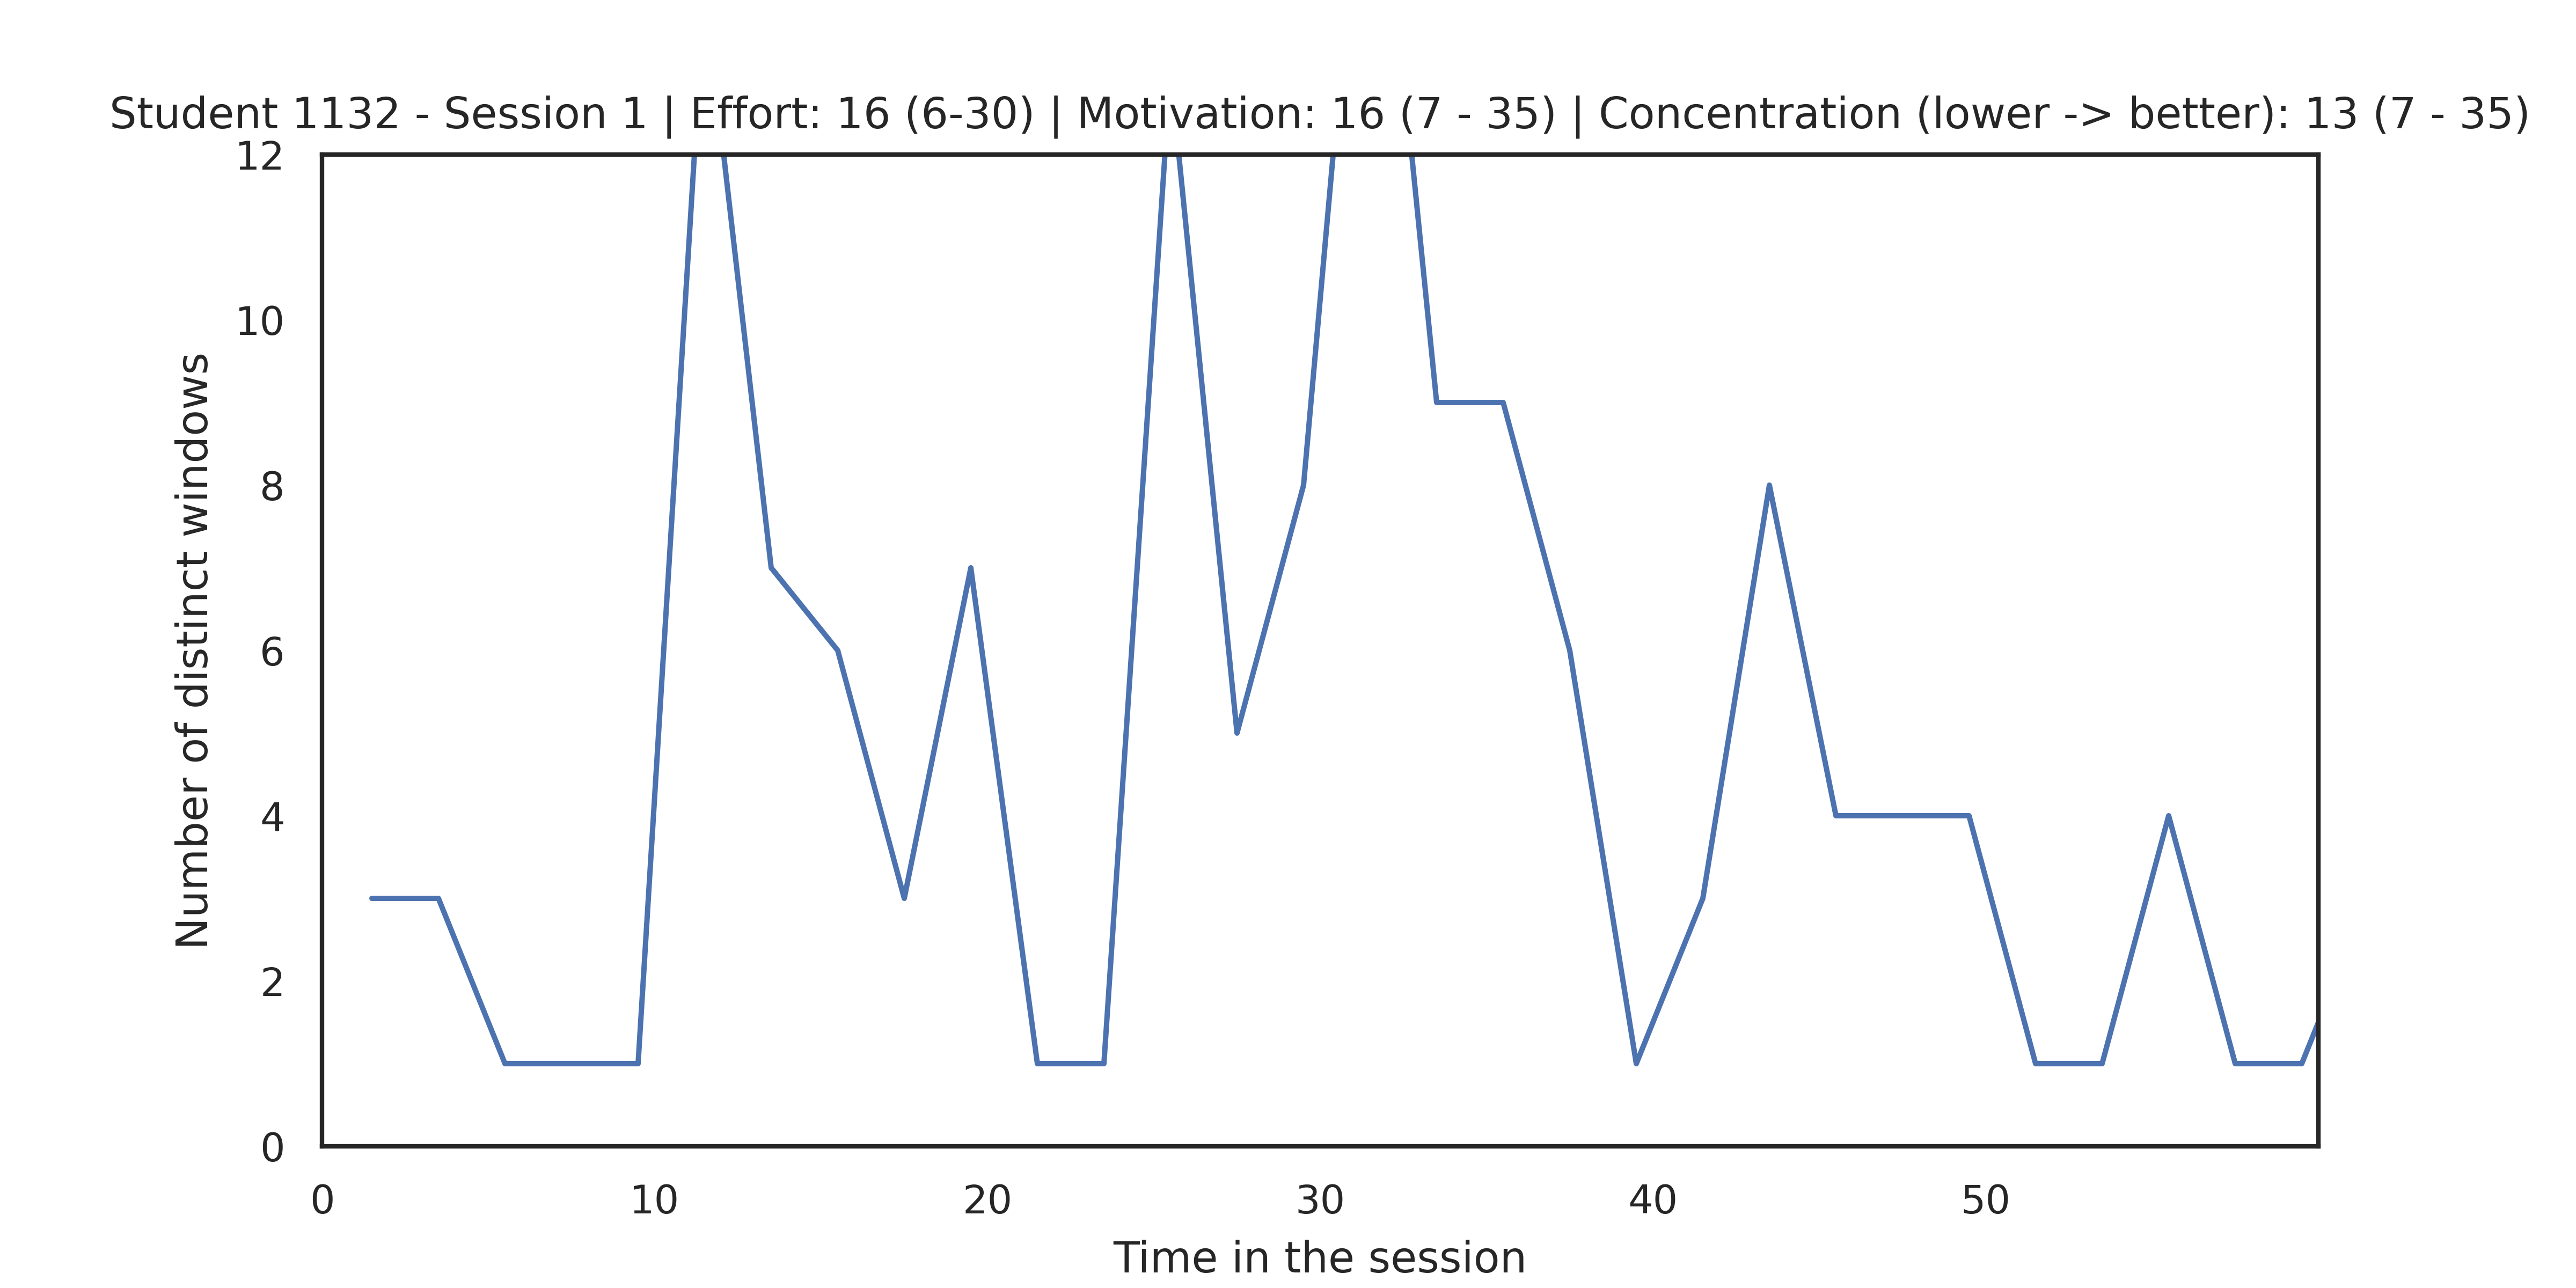 Student 1132 - Session 1 | Effort: 16 (6-30) | Motivation: 16 (7 - 35) | Concentration (lower -> better): 13 (7 - 35)
12
10
8
6
4
2
0
Number of distinct windows
0 10 20 30 40 50
Time in the session